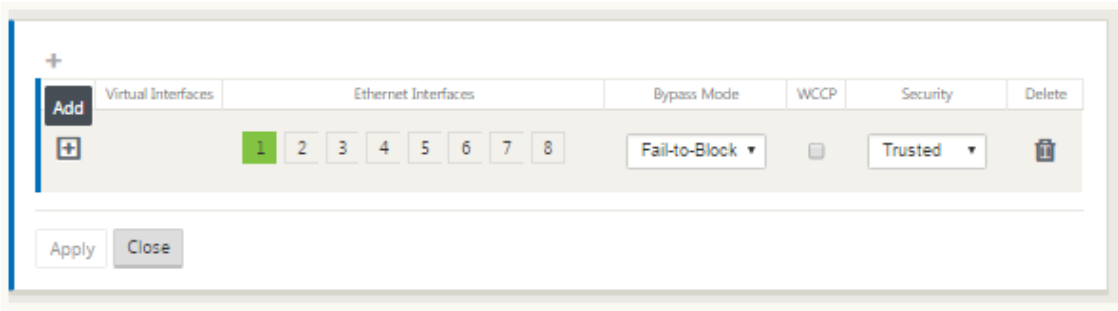 +
Add Virtual Interfaces Ethernet Interfaces Bypass Mode WCCP Security Delete
1 2 3 4 5 6 7 8 Fail-to-Block Trusted
Apply Close